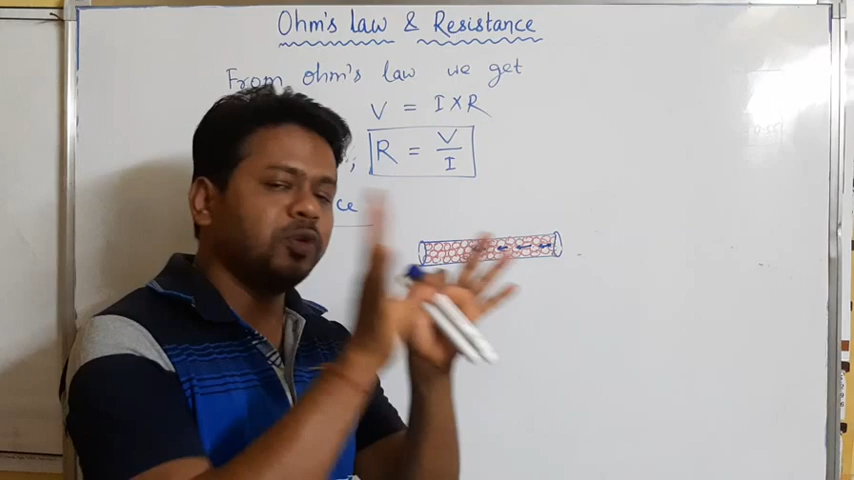 Ohm's law & Resistance
From ohm's law we get
V = I X R
R = V / I